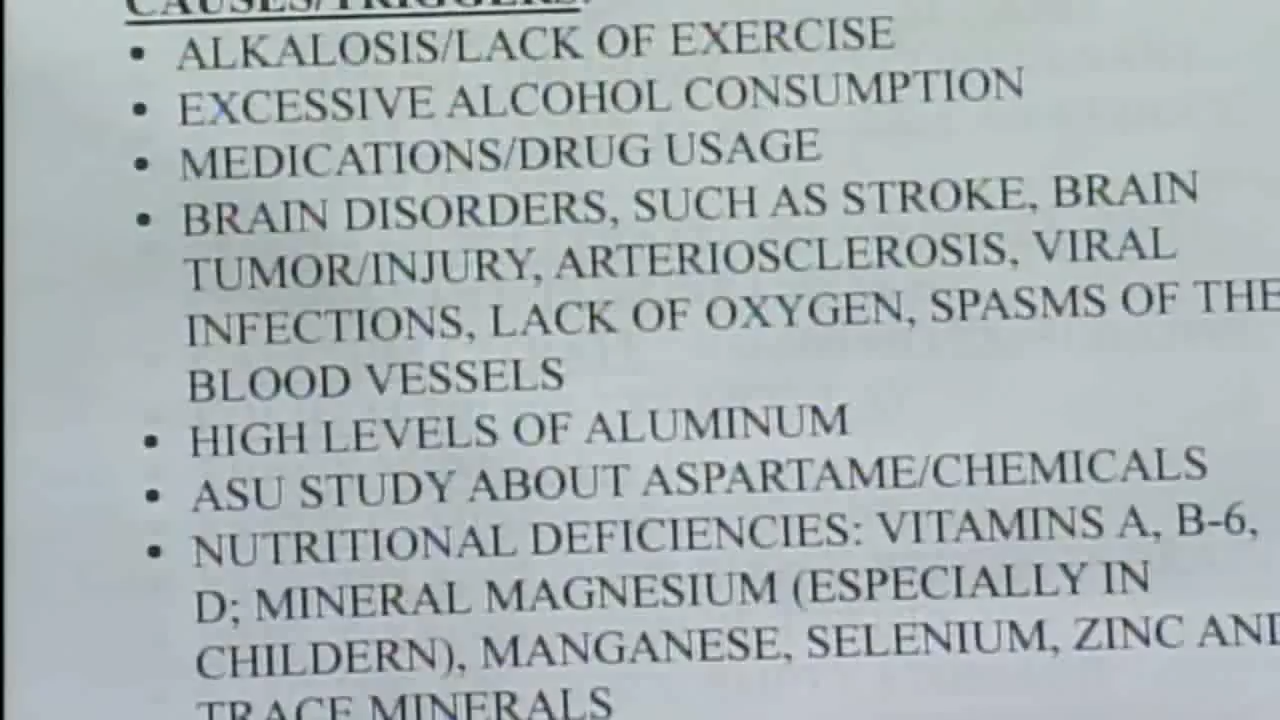 CAUSES/TRIGGERS:
• ALKALOSIS/LACK OF EXERCISE
• EXCESSIVE ALCOHOL CONSUMPTION
• MEDICATIONS/DRUG USAGE
• BRAIN DISORDERS, SUCH AS STROKE, BRAIN
TUMOR/INJURY, ARTERIOSCLEROSIS, VIRAL
INFECTIONS, LACK OF OXYGEN, SPASMS OF THE
BLOOD VESSELS
• HIGH LEVELS OF ALUMINUM
• ASU STUDY ABOUT ASPARTAME/CHEMICALS
• NUTRITIONAL DEFICIENCIES: VITAMINS A, B-6,
D; MINERAL MAGNESIUM (ESPECIALLY IN
CHILDERN), MANGANESE, SELENIUM, ZINC AND
TRACE MINERALS